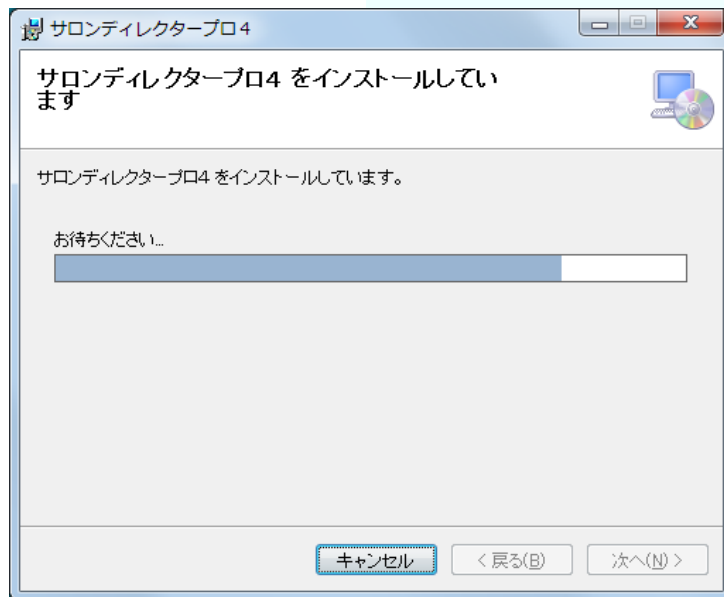 サロンディレクタープロ４
サロンディレクタープロ４ をインストールしてい
ます
サロンディレクタープロ４ をインストールしています。
お待ちください...
キャンセル
< 戻る(B)
次へ(N) >